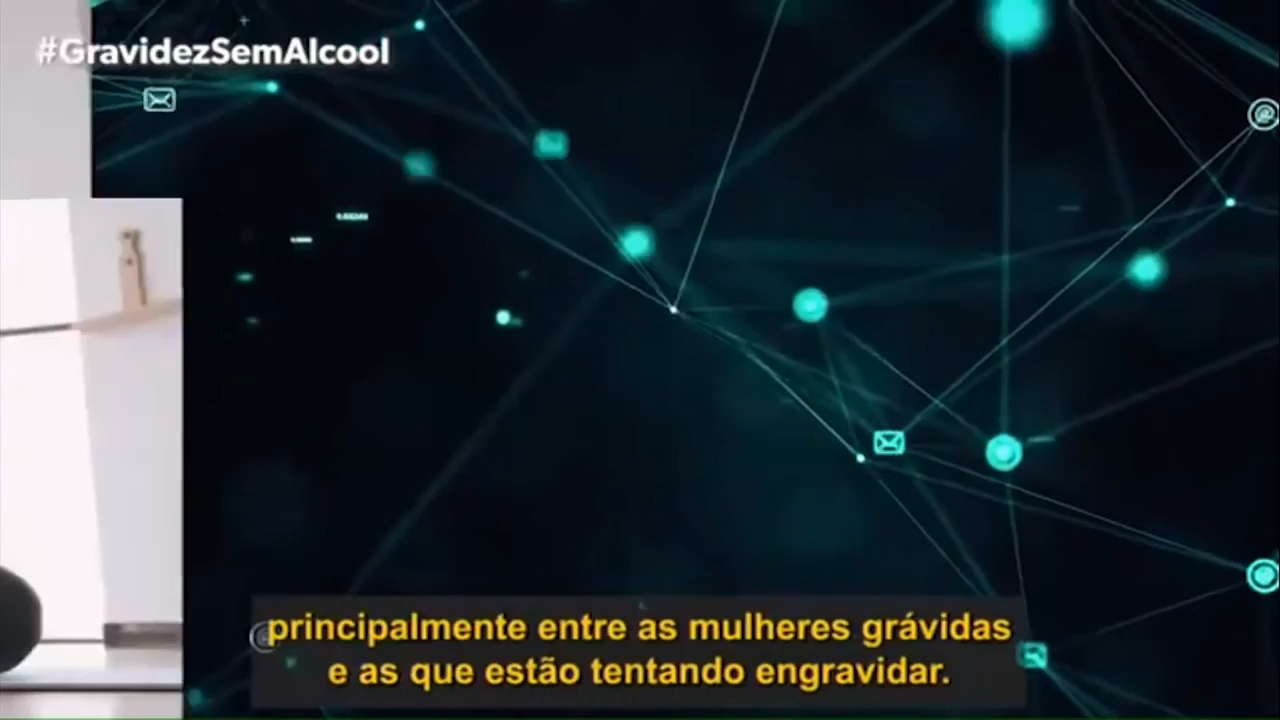 #GravidezSemAlcool
principalmente entre as mulheres grávidas
e as que estão tentando engravidar.